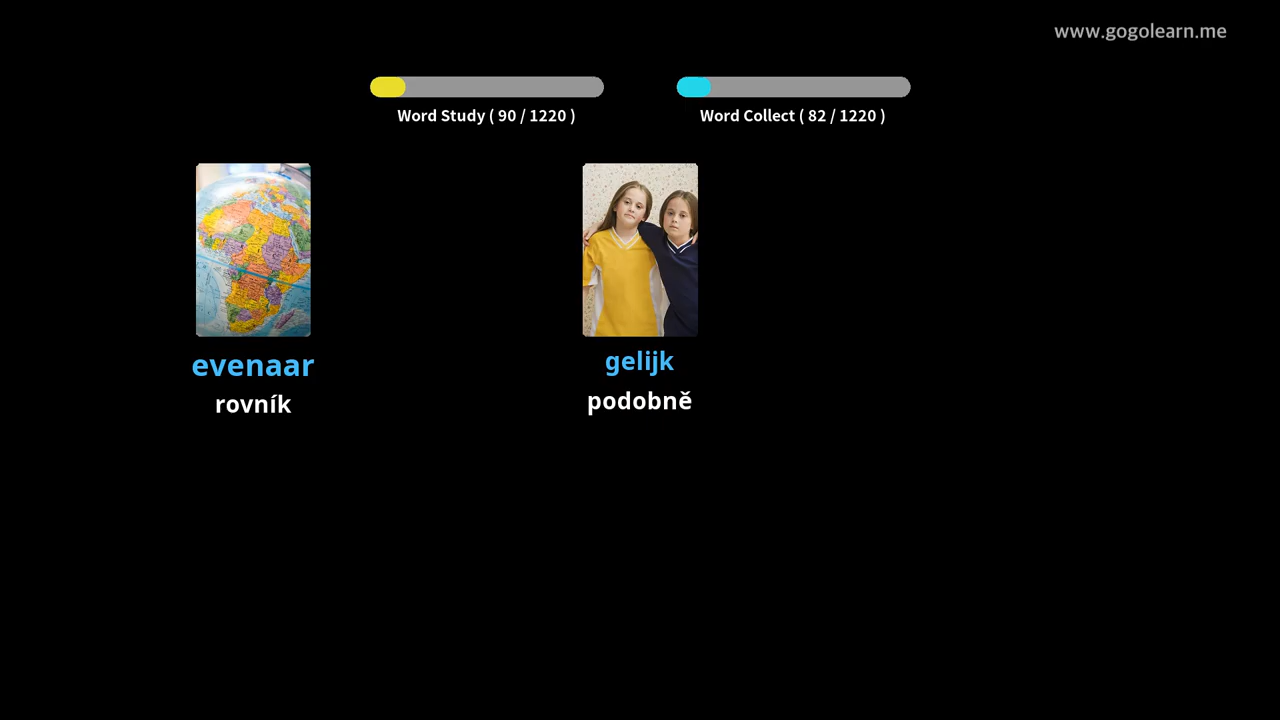 www.gogolearn.me
Word Study ( 90 / 1220 )
Word Collect ( 82 / 1220 )
evenaar
rovník
gelijk
podobně